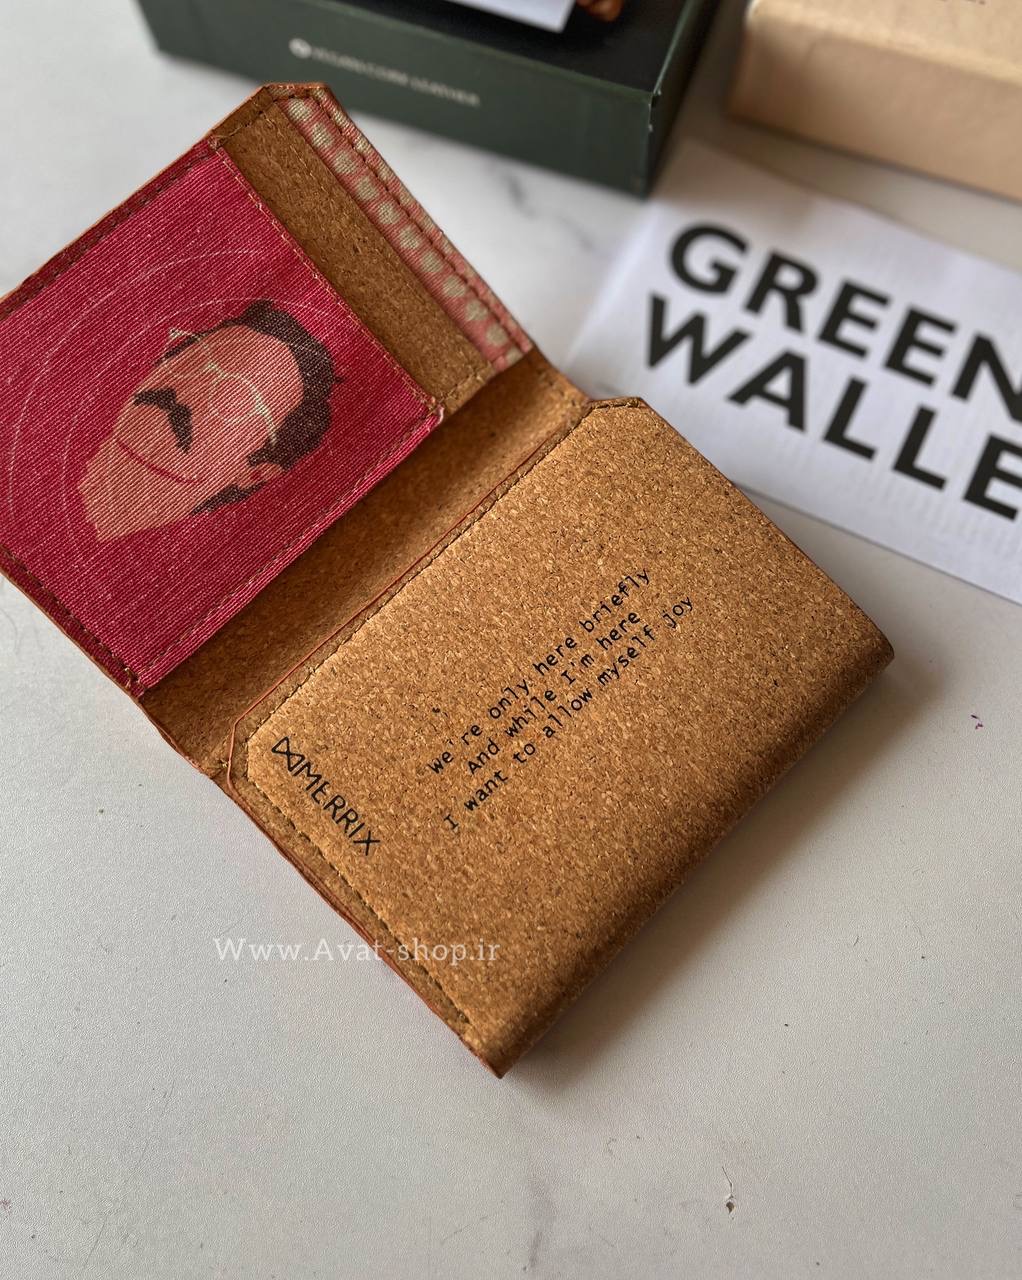 GREEN
WALLE
We're only here briefly
And while I'm here
I want to allow myself joy
MERRIX
Www.Avat-shop.ir